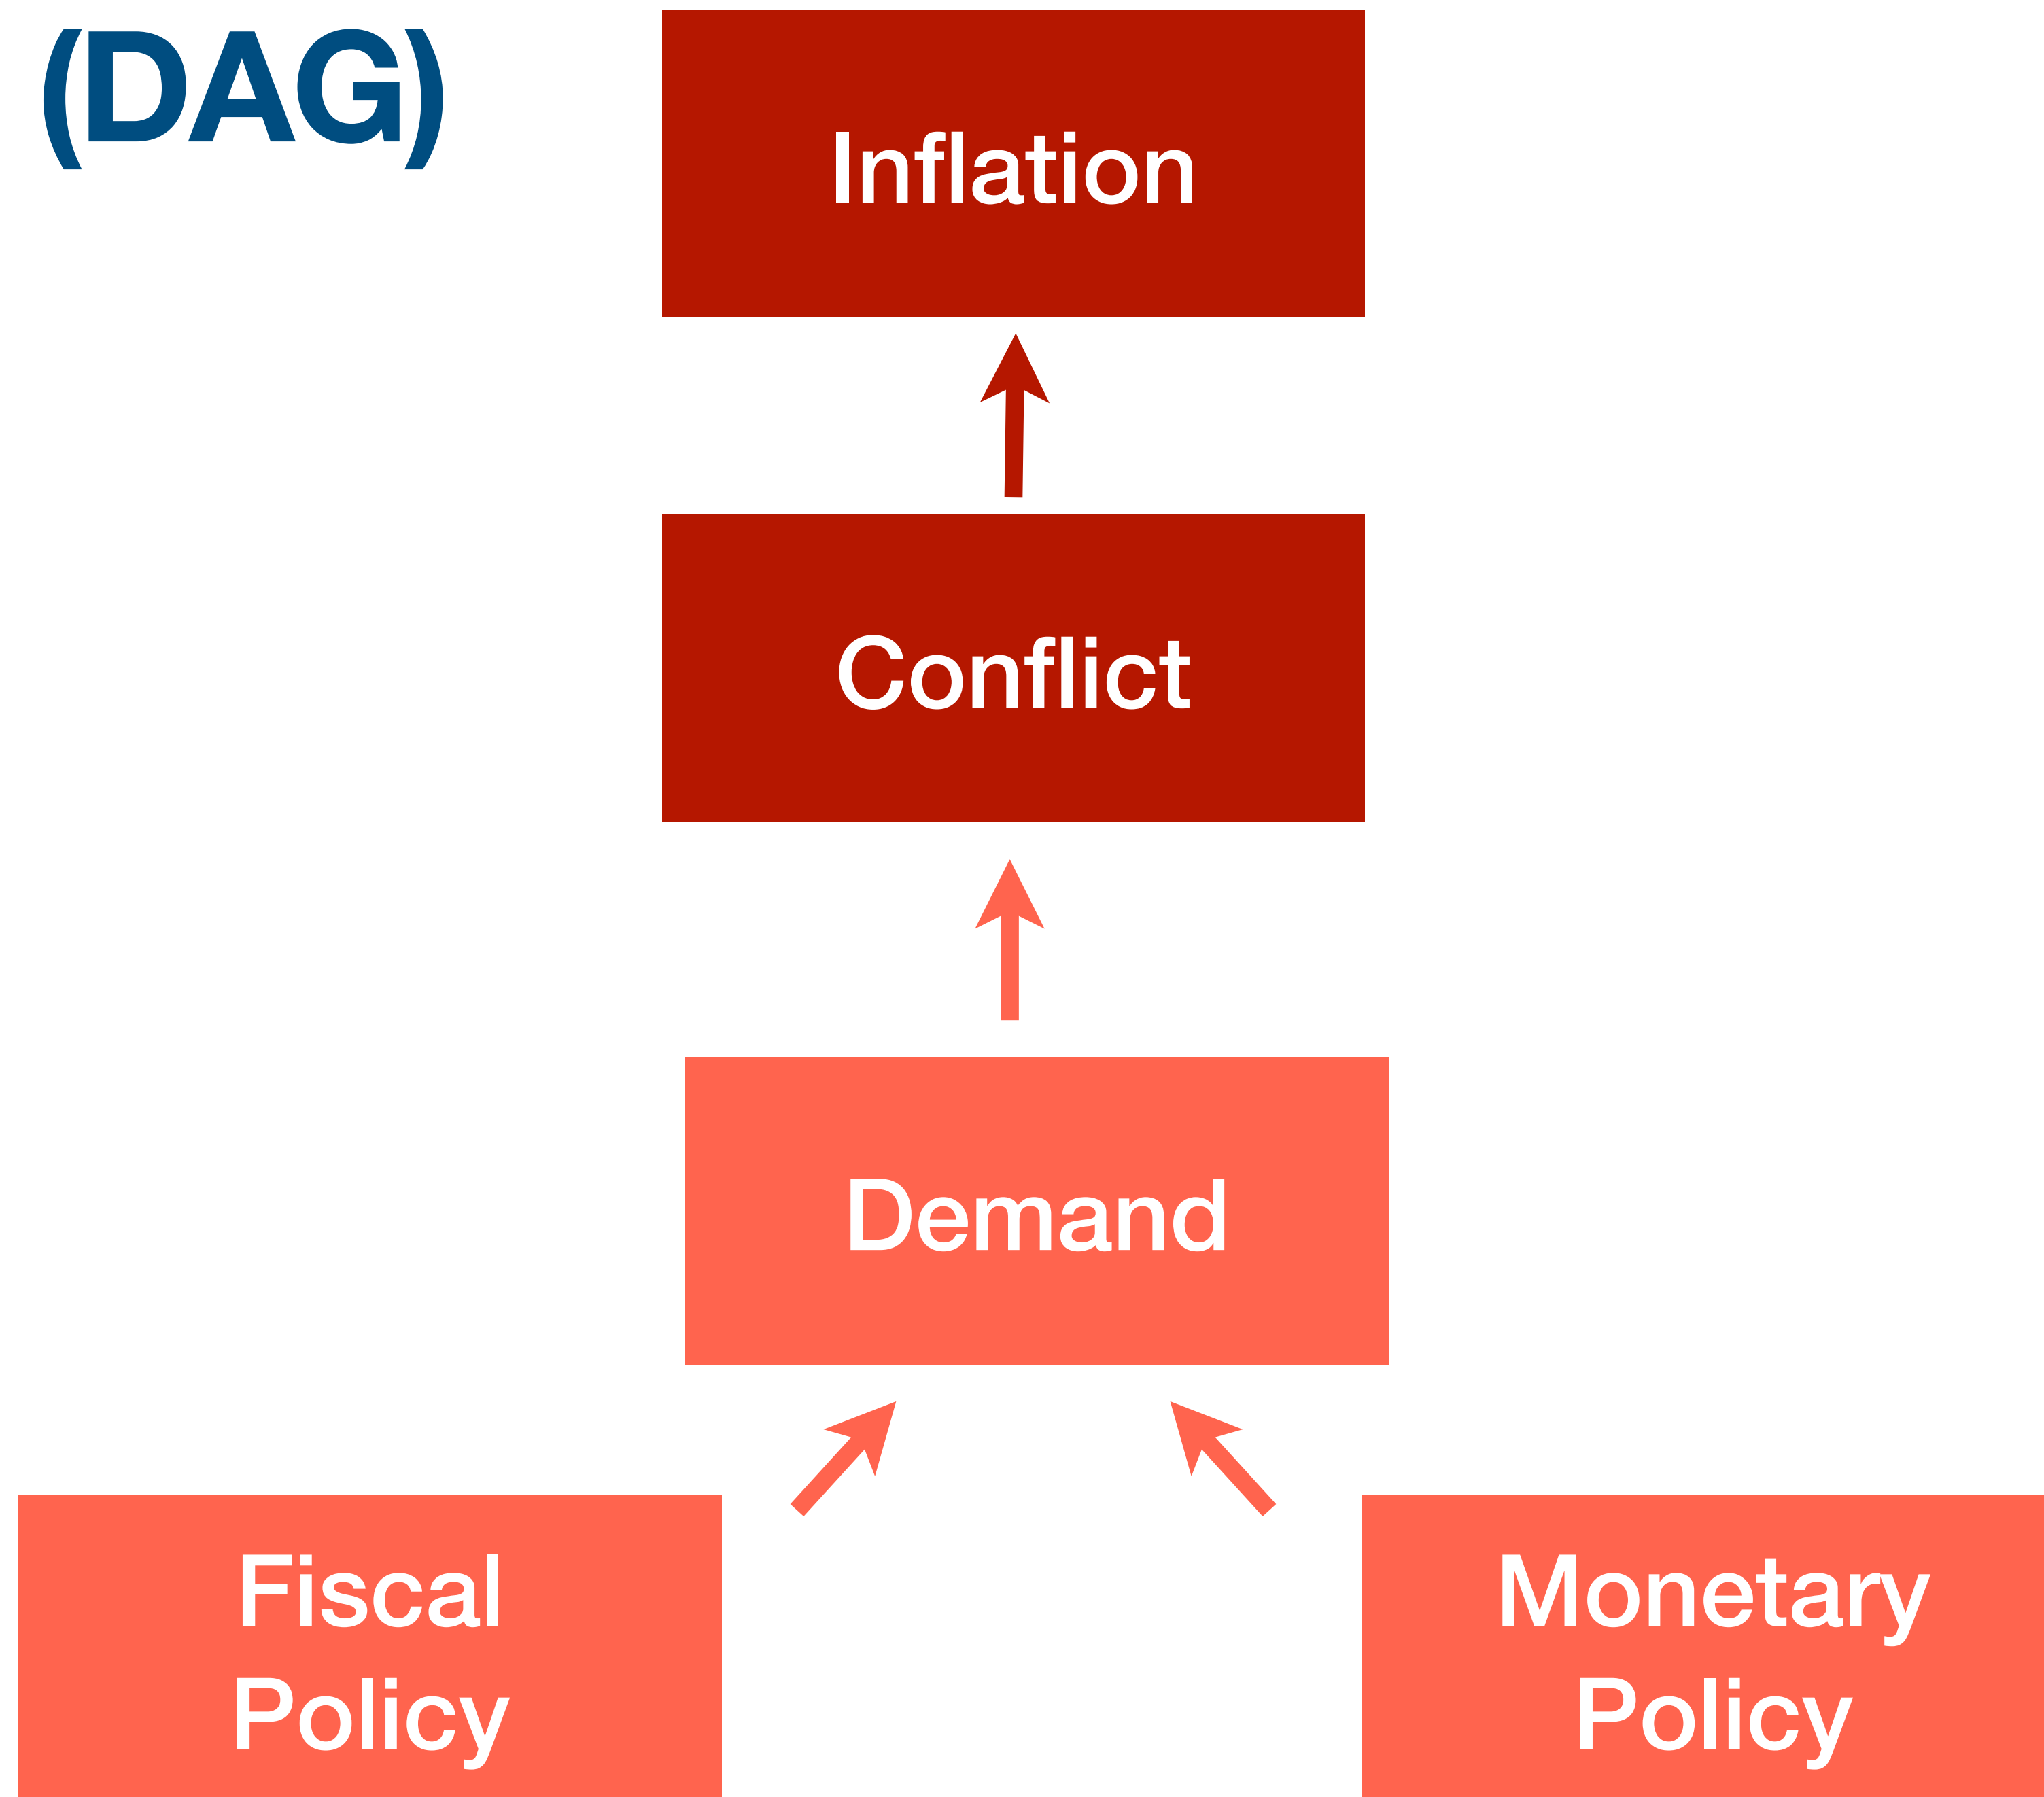 (DAG)
Inflation
Conflict
Demand
Fiscal
Policy
Monetary
Policy